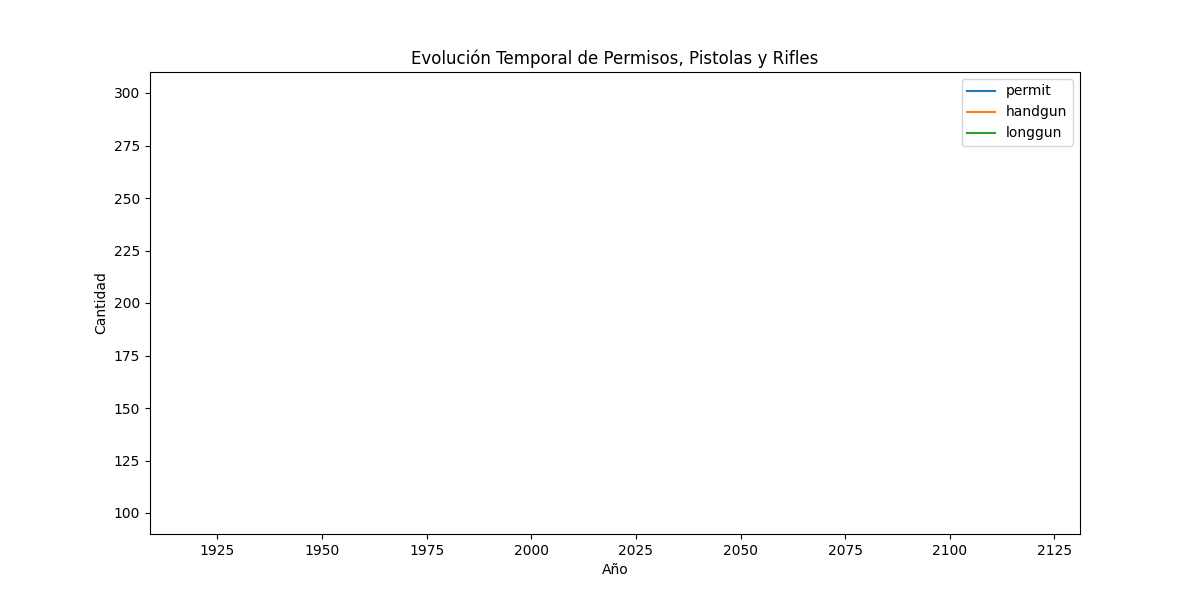 Evolución Temporal de Permisos, Pistolas y Rifles
permit
handgun
longgun
300
275
250
225
200
175
150
125
100
Cantidad
1925 1950 1975 2000 2025 2050 2075 2100 2125
Año